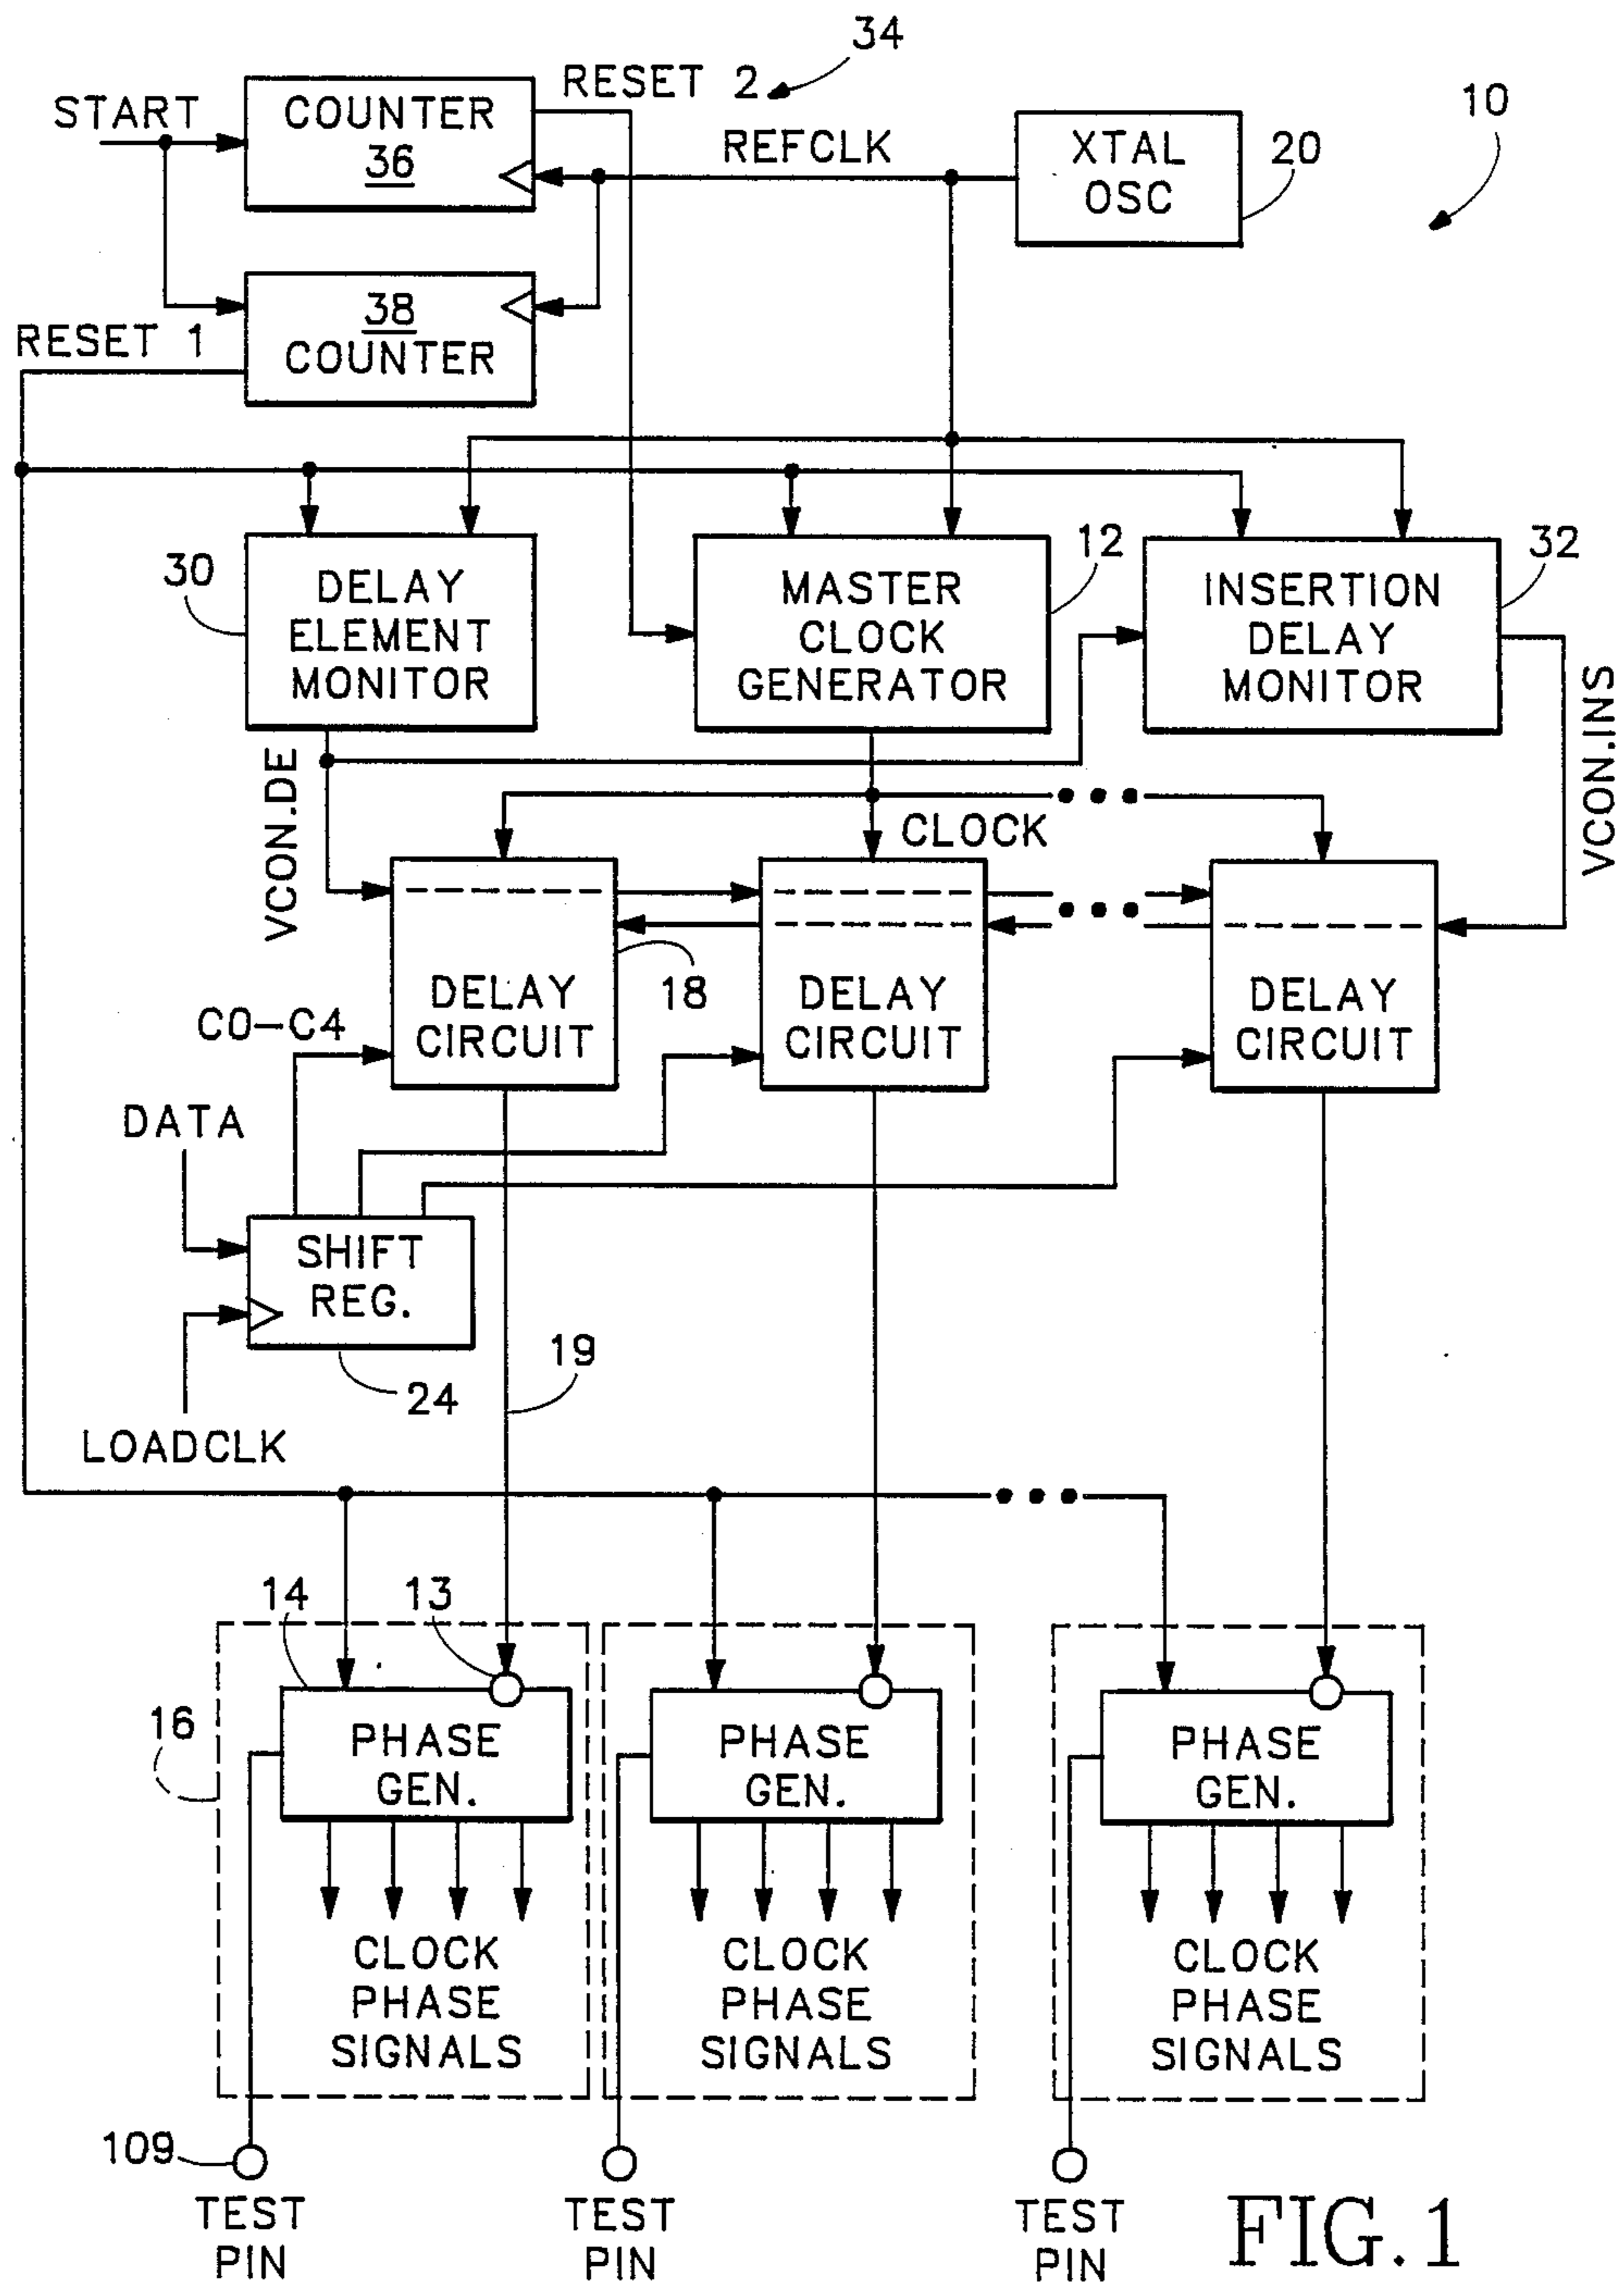 34
RESET 2
START
COUNTER
36
REFCLK
XTAL
OSC
20
10
38
COUNTER
RESET 1
30
DELAY
ELEMENT
MONITOR
MASTER
CLOCK
GENERATOR
12
INSERTION
DELAY
MONITOR
32
VCON.DE
CLOCK
VCON.INS
DELAY
CIRCUIT
18
DELAY
CIRCUIT
DELAY
CIRCUIT
C0-C4
DATA
SHIFT
REG.
24
LOADCLK
19
14
13
16
PHASE
GEN.
PHASE
GEN.
PHASE
GEN.
CLOCK
PHASE
SIGNALS
CLOCK
PHASE
SIGNALS
CLOCK
PHASE
SIGNALS
109
TEST
PIN
TEST
PIN
TEST
PIN
FIG. 1